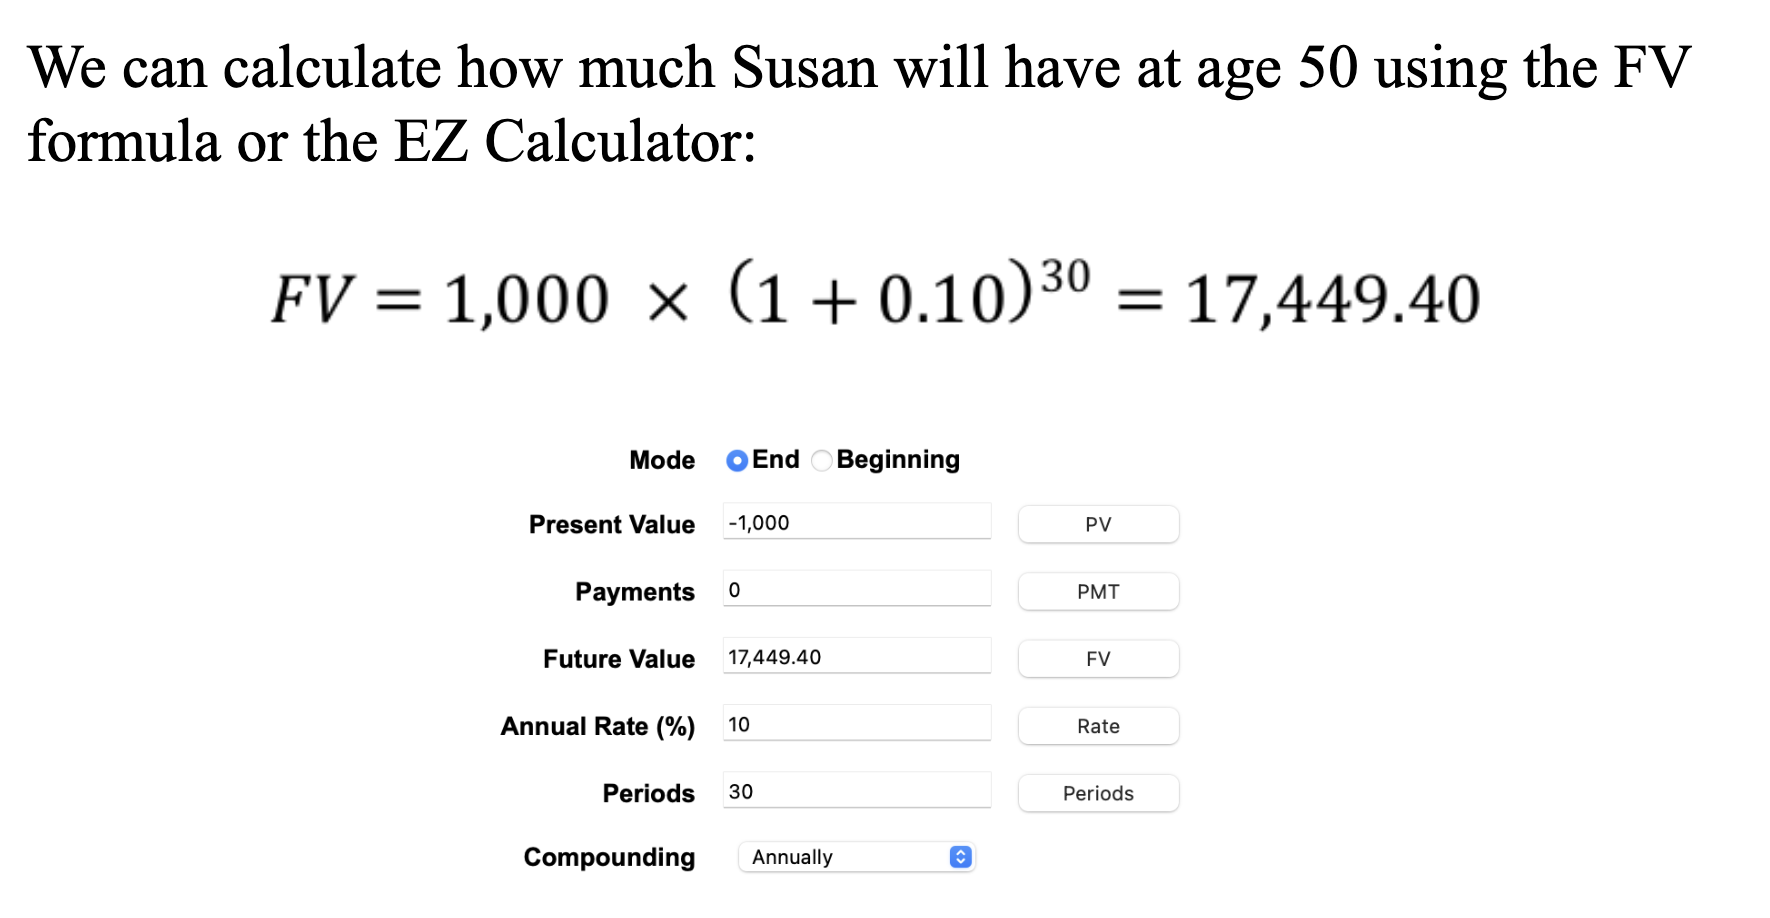 We can calculate how much Susan will have at age 50 using the FV
formula or the EZ Calculator:
FV = 1,000 × (1 + 0.10)³⁰ = 17,449.40
Mode End Beginning
Present Value -1,000 PV
Payments 0 PMT
Future Value 17,449.40 FV
Annual Rate (%) 10 Rate
Periods 30 Periods
Compounding Annually